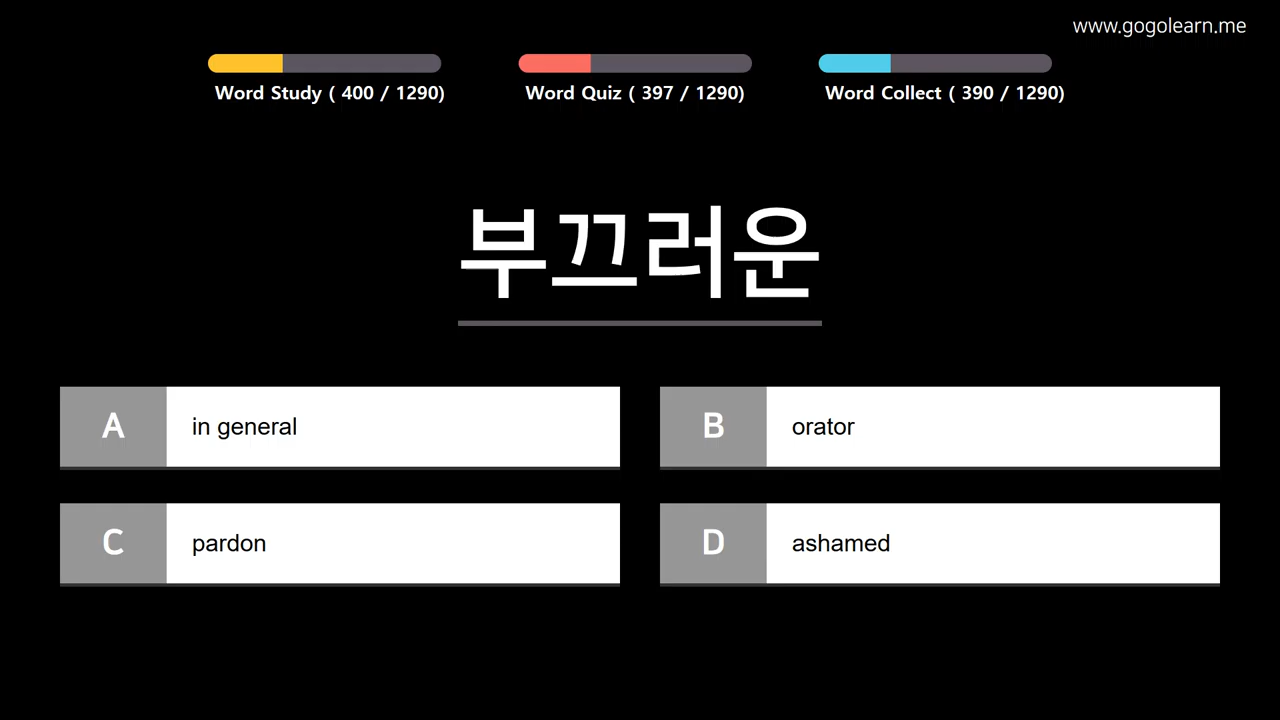 www.gogolearn.me
Word Study ( 400 / 1290)
Word Quiz ( 397 / 1290)
Word Collect ( 390 / 1290)
부끄러운
A in general
B orator
C pardon
D ashamed